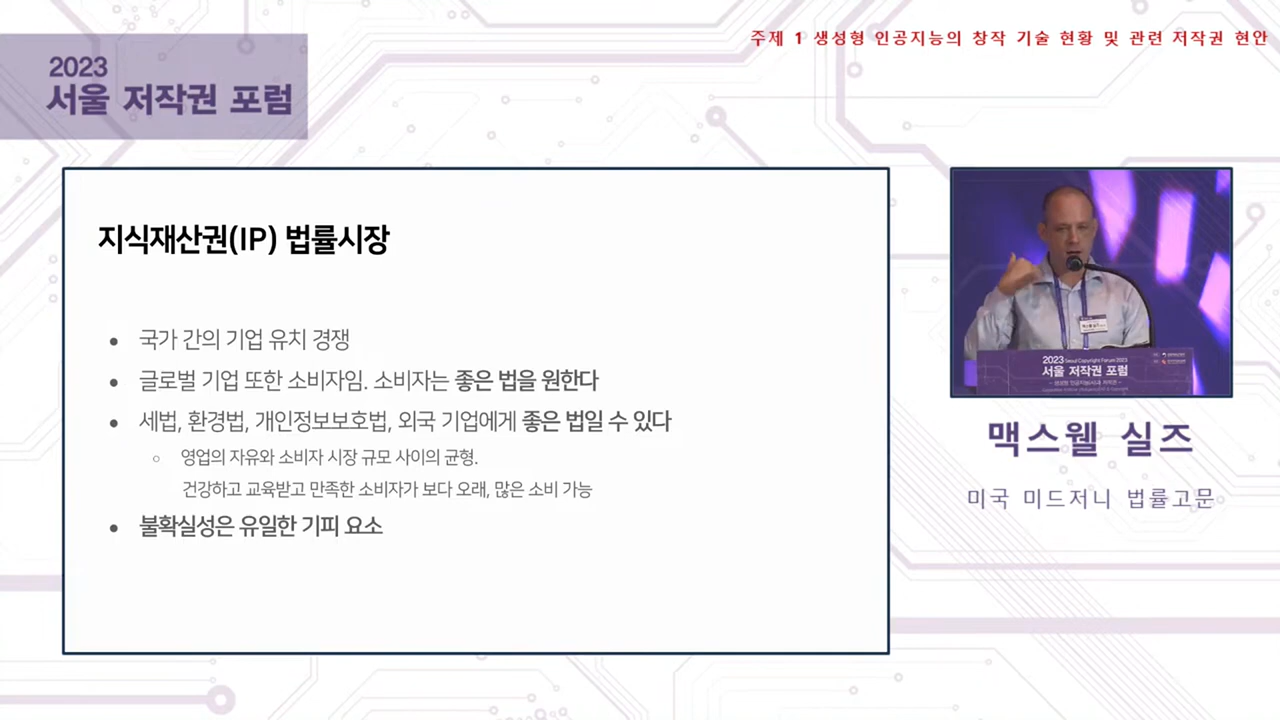 주제 1 생성형 인공지능의 창작 기술 현황 및 관련 저작권 현안
2023
서울 저작권 포럼
지식재산권(IP) 법률시장
• 국가 간의 기업 유치 경쟁
• 글로벌 기업 또한 소비자임. 소비자는 좋은 법을 원한다
• 세법, 환경법, 개인정보보호법, 외국 기업에게 좋은 법일 수 있다
○ 영업의 자유와 소비자 시장 규모 사이의 균형.
건강하고 교육받고 만족한 소비자가 보다 오래, 많은 소비 가능
• 불확실성은 유일한 기피 요소
2023 Seoul Copyright Forum 2023
서울 저작권 포럼
맥스웰 실즈
미국 미드저니 법률고문